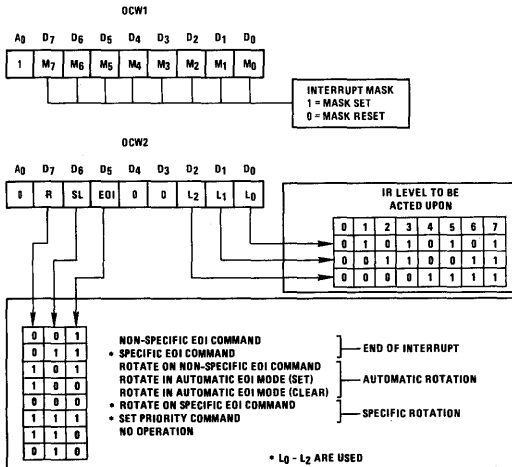 OCW1
A0 D7 D6 D5 D4 D3 D2 D1 D0
1 M7 M6 M5 M4 M3 M2 M1 M0
INTERRUPT MASK
1 = MASK SET
0 = MASK RESET
OCW2
A0 D7 D6 D5 D4 D3 D2 D1 D0
0 R SL EOI 0 0 L2 L1 L0
IR LEVEL TO BE
ACTED UPON
0 1 2 3 4 5 6 7
0 1 0 1 0 1 0 1
0 0 1 1 0 0 1 1
0 0 0 0 1 1 1 1
0 0 1 NON-SPECIFIC EOI COMMAND
0 1 1 * SPECIFIC EOI COMMAND
END OF INTERRUPT
1 0 1 ROTATE ON NON-SPECIFIC EOI COMMAND
1 0 0 ROTATE IN AUTOMATIC EOI MODE (SET)
0 0 0 ROTATE IN AUTOMATIC EOI MODE (CLEAR)
AUTOMATIC ROTATION
1 1 1 * ROTATE ON SPECIFIC EOI COMMAND
1 1 0 * SET PRIORITY COMMAND
SPECIFIC ROTATION
0 1 0 NO OPERATION
* L0 - L2 ARE USED